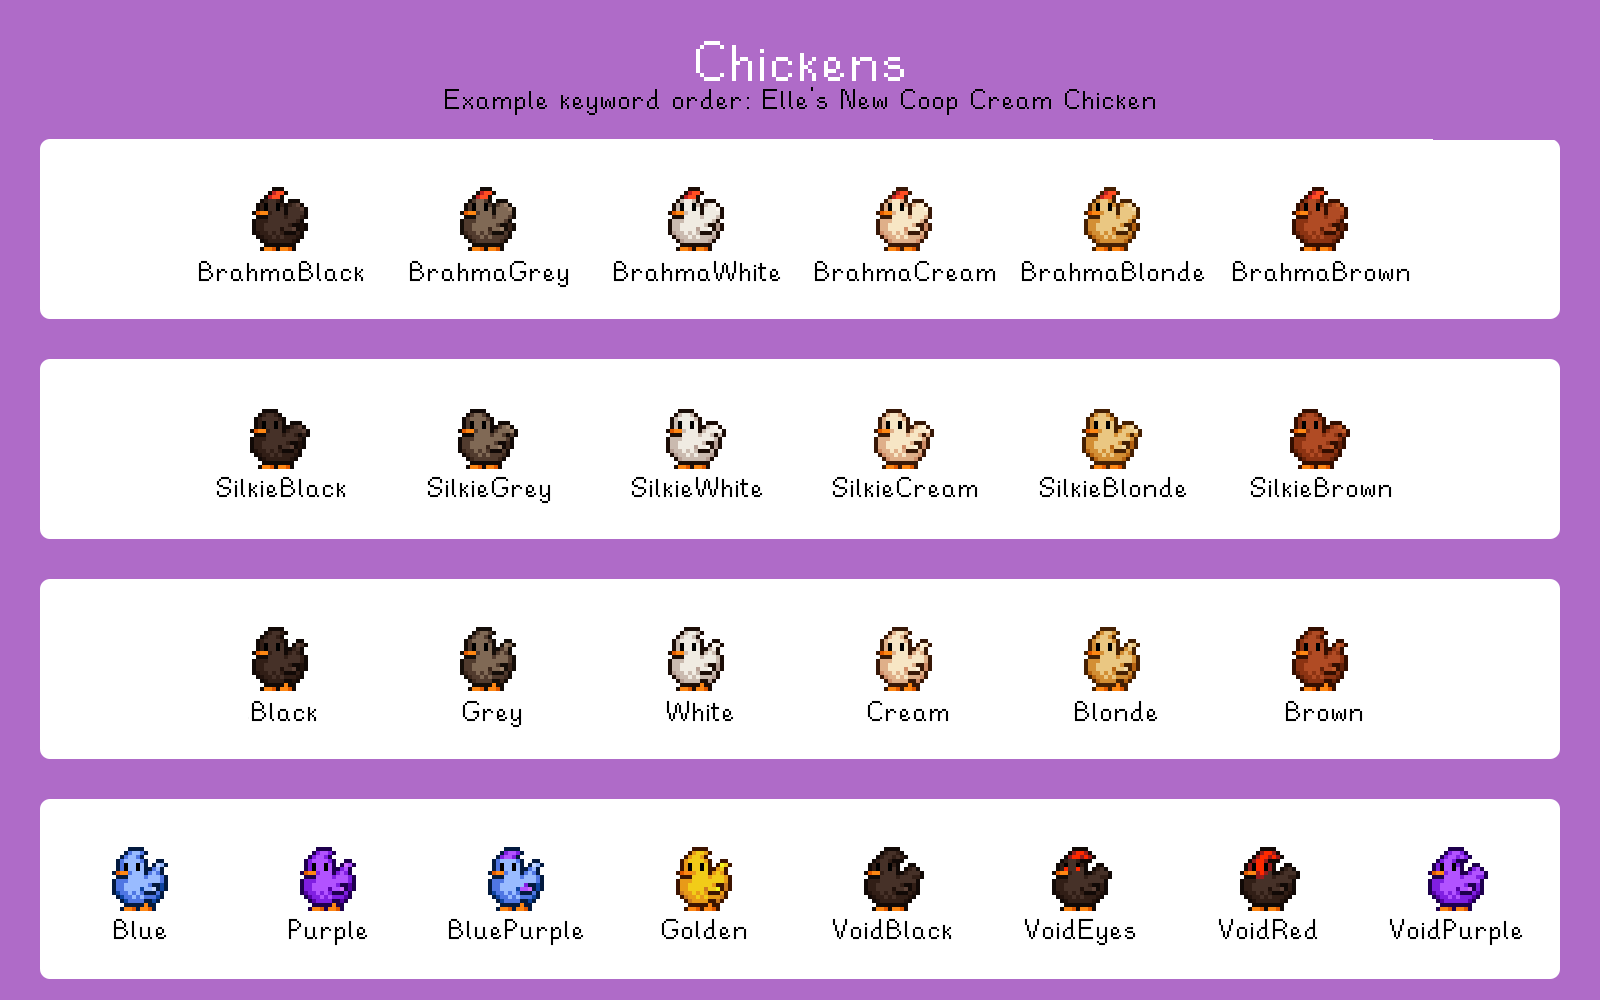 Chickens
Example keyword order: Elle's New Coop Cream Chicken
BrahmaBlack BrahmaGrey BrahmaWhite BrahmaCream BrahmaBlonde BrahmaBrown
SilkieBlack SilkieGrey SilkieWhite SilkieCream SilkieBlonde SilkieBrown
Black Grey White Cream Blonde Brown
Blue Purple BluePurple Golden VoidBlack VoidEyes VoidRed VoidPurple